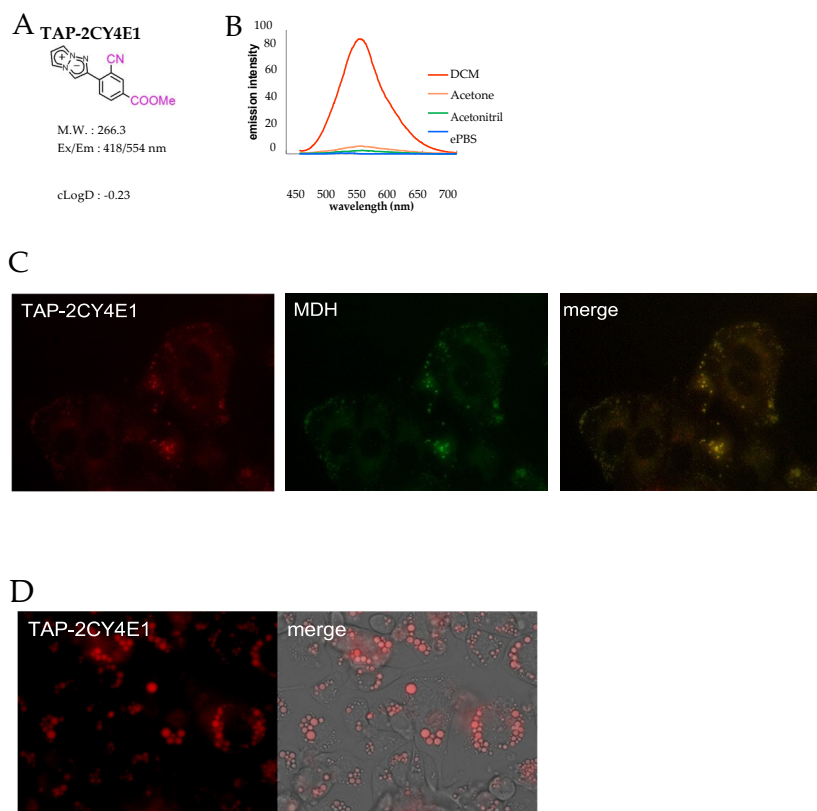 A
TAP-2CY4E1
N
N
N
+
−
CN
COOMe
M.W. : 266.3
Ex/Em : 418/554 nm
cLogD : -0.23
B
emission intensity
100
80
60
40
20
0
450 500 550 600 650 700
wavelength (nm)
DCM
Acetone
Acetonitril
ePBS
C
TAP-2CY4E1
MDH
merge
D
TAP-2CY4E1
merge